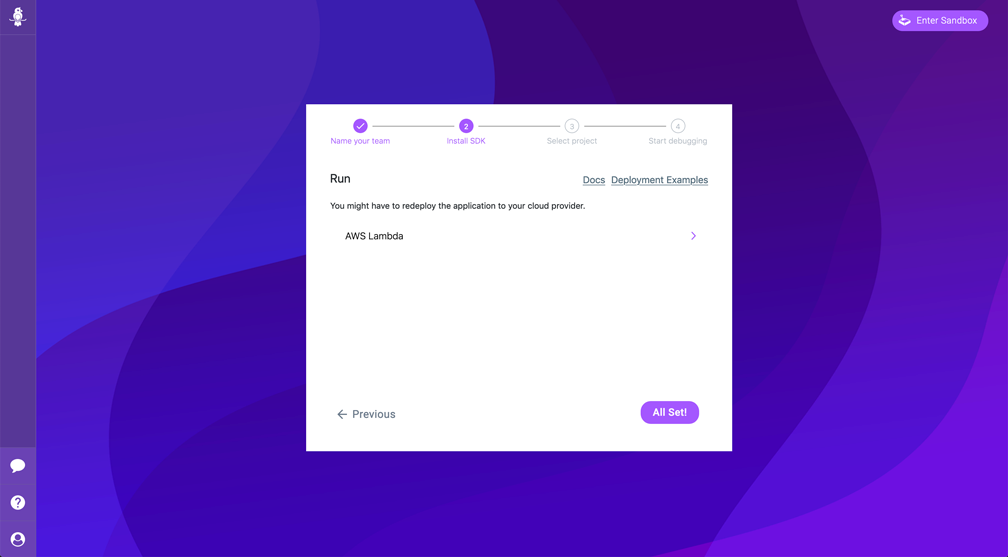 Enter Sandbox
2
3
4
Name your team
Install SDK
Select project
Start debugging
Run
Docs Deployment Examples
You might have to redeploy the application to your cloud provider.
AWS Lambda
Previous
All Set!